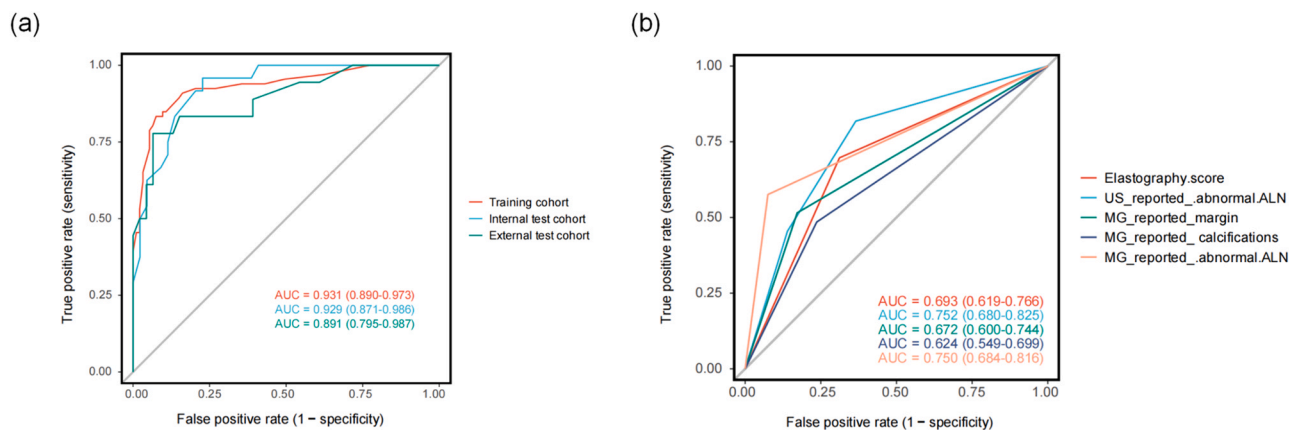 (a)
True positive rate (sensitivity)
1.00
0.75
0.50
0.25
0.00
AUC = 0.931 (0.890-0.973)
AUC = 0.929 (0.871-0.986)
AUC = 0.891 (0.795-0.987)
0.00
0.25
0.50
0.75
1.00
False positive rate (1 − specificity)
Training cohort
Internal test cohort
External test cohort
(b)
True positive rate (sensitivity)
1.00
0.75
0.50
0.25
0.00
AUC = 0.693 (0.619-0.766)
AUC = 0.752 (0.680-0.825)
AUC = 0.672 (0.600-0.744)
AUC = 0.624 (0.549-0.699)
AUC = 0.750 (0.684-0.816)
0.00
0.25
0.50
0.75
1.00
False positive rate (1 − specificity)
Elastography.score
US_reported_.abnormal.ALN
MG_reported_margin
MG_reported_ calcifications
MG_reported_.abnormal.ALN